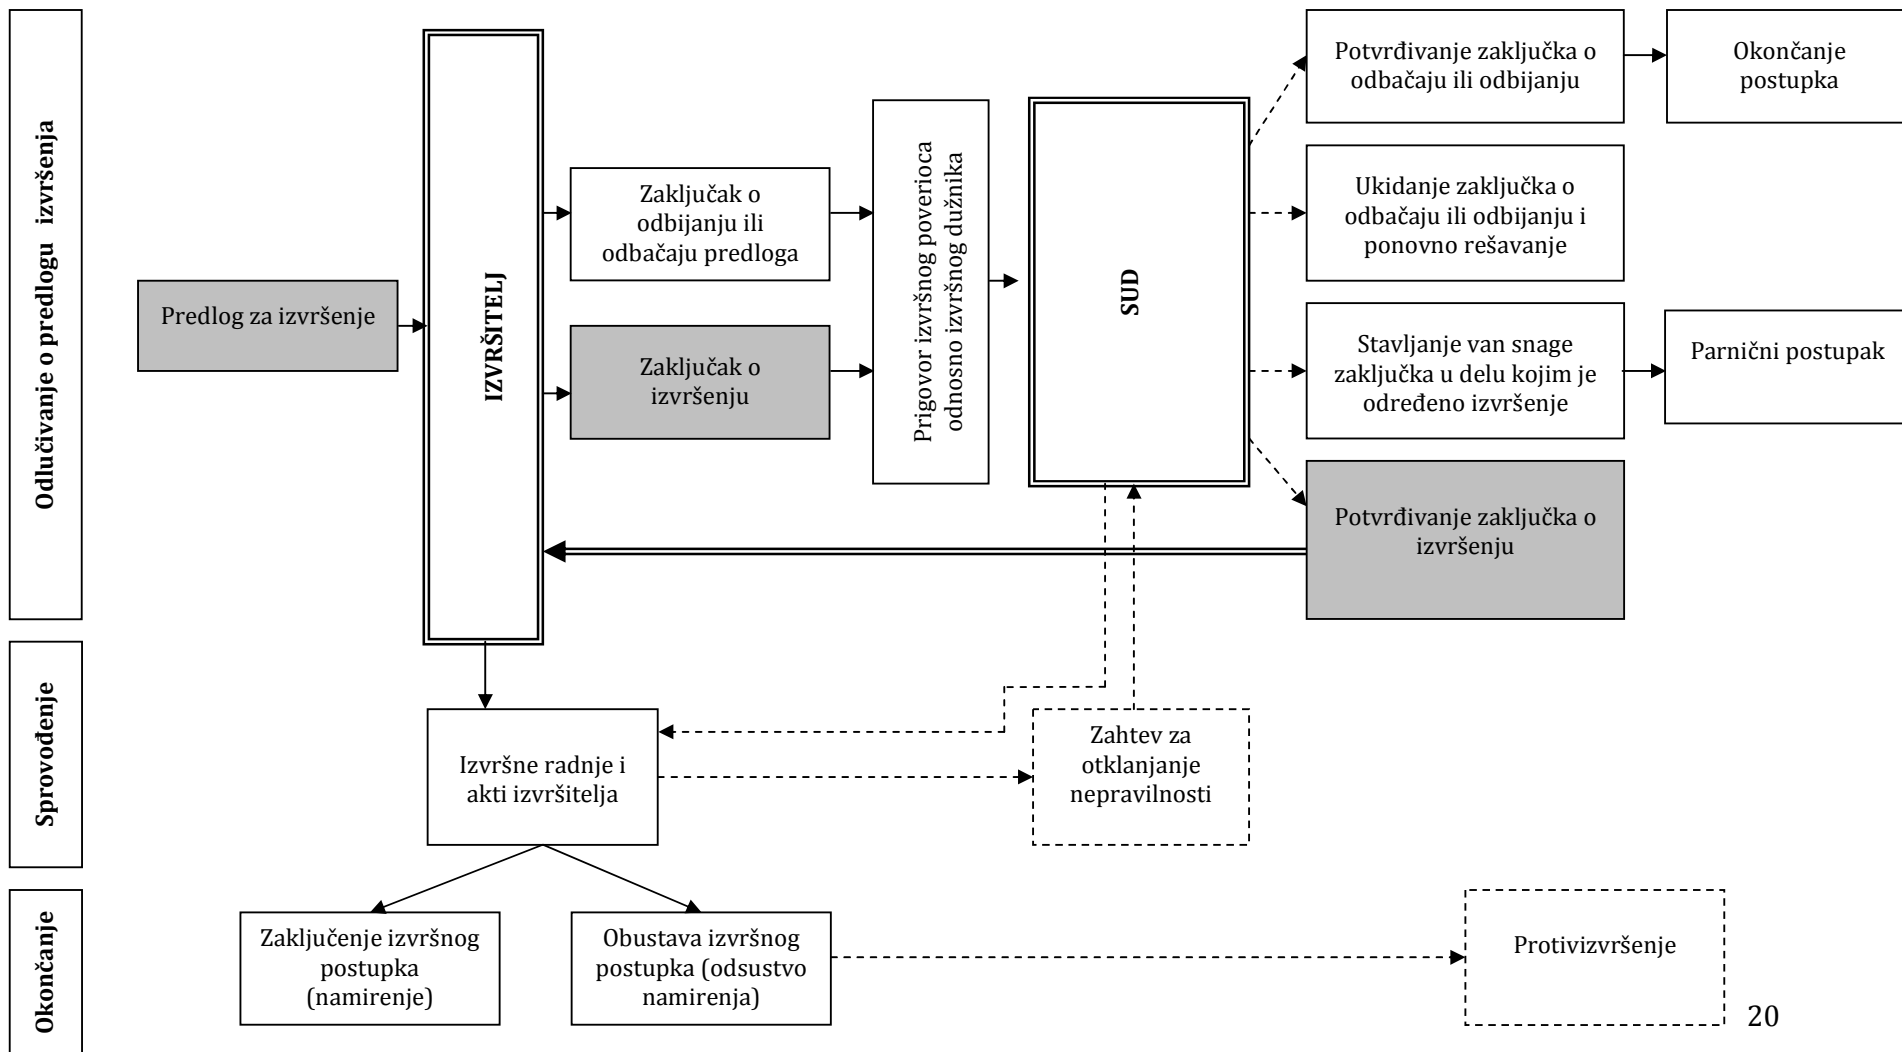 Odlučivanje o predlogu izvršenja
Predlog za izvršenje
IZVRŠITELJ
Zaključak o
odbijanju ili
odbačaju predloga
Zaključak o
izvršenju
Prigovor izvršnog poverioca
odnosno izvršnog dužnika
SUD
Potvrđivanje zaključka o
odbačaju ili odbijanju
Okončanje
postupka
Ukidanje zaključka o
odbačaju ili odbijanju i
ponovno rešavanje
Stavljanje van snage
zaključka u delu kojim je
određeno izvršenje
Parnični postupak
Potvrđivanje zaključka o
izvršenju
Sprovođenje
Izvršne radnje i
akti izvršitelja
Zahtev za
otklanjanje
nepravilnosti
Okončanje
Zaključenje izvršnog
postupka
(namirenje)
Obustava izvršnog
postupka (odsustvo
namirenja)
Protivizvršenje
20